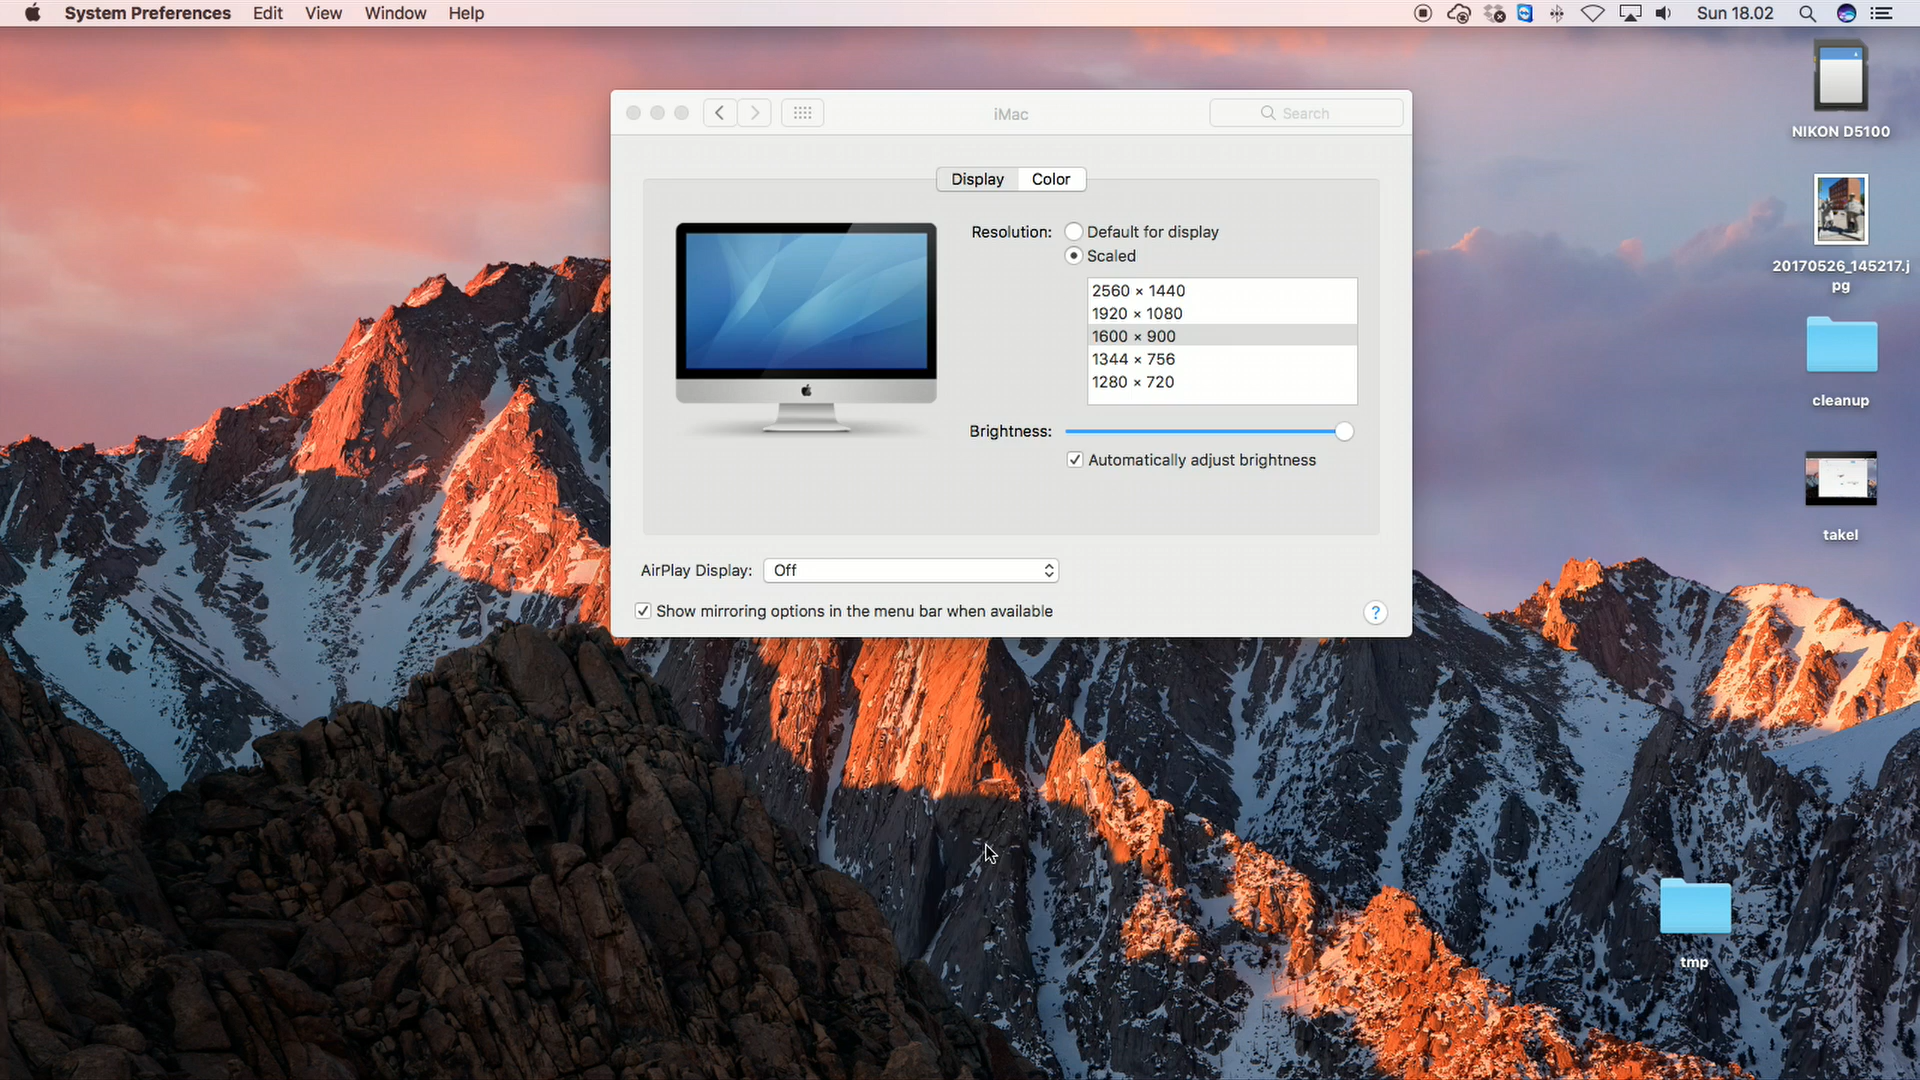 System Preferences Edit View Window Help Sun 18.02
iMac
Search
Display Color
Resolution: Default for display
Scaled
2560 × 1440
1920 × 1080
1600 × 900
1344 × 756
1280 × 720
Brightness:
Automatically adjust brightness
AirPlay Display: Off
Show mirroring options in the menu bar when available
?
NIKON D5100
20170526_145217.j
pg
cleanup
takeI
tmp